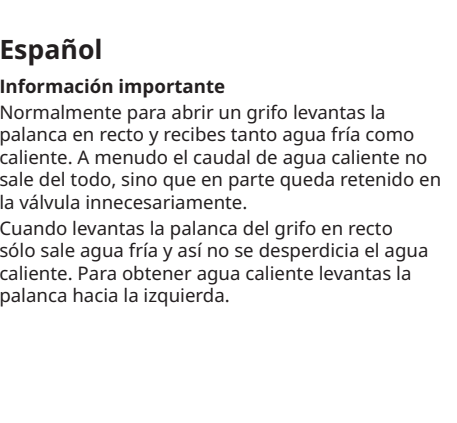 Español
Información importante
Normalmente para abrir un grifo levantas la
palanca en recto y recibes tanto agua fría como
caliente. A menudo el caudal de agua caliente no
sale del todo, sino que en parte queda retenido en
la válvula innecesariamente.
Cuando levantas la palanca del grifo en recto
sólo sale agua fría y así no se desperdicia el agua
caliente. Para obtener agua caliente levantas la
palanca hacia la izquierda.